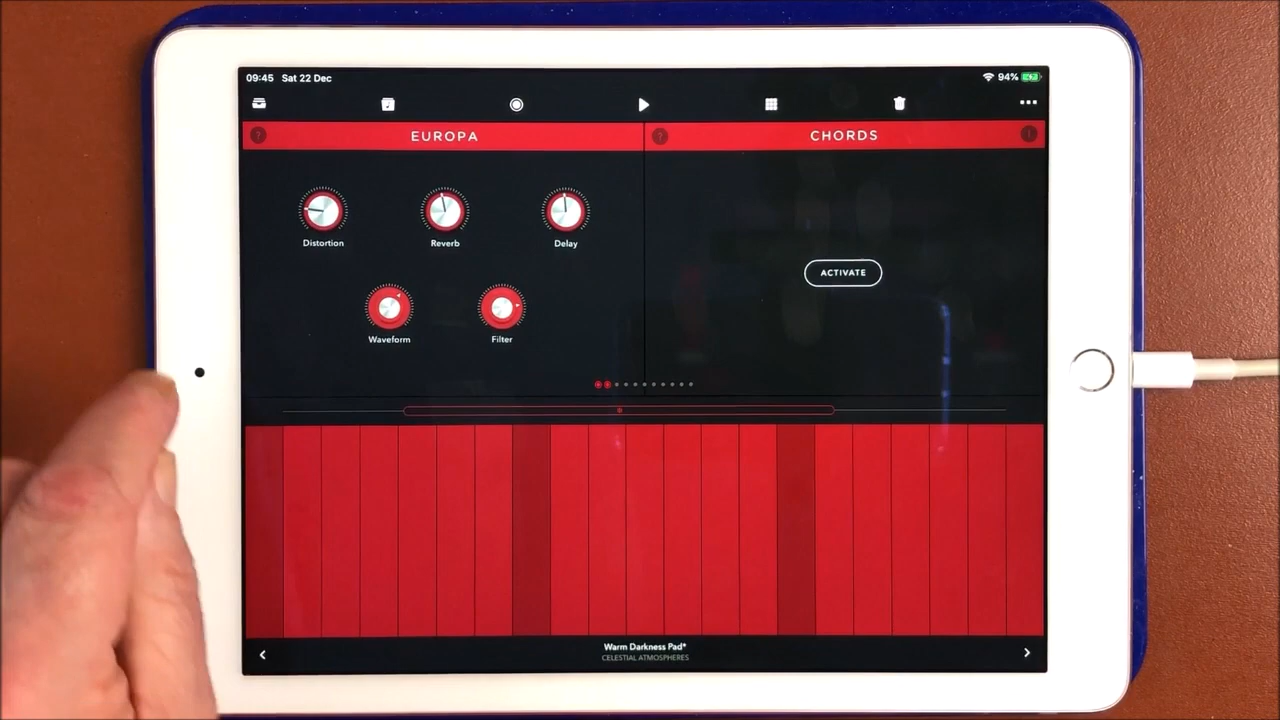 09:45 Sat 22 Dec
94%
? EUROPA
? CHORDS !
Distortion
Reverb
Delay
ACTIVATE
Waveform
Filter
Warm Darkness Pad*
CELESTIAL ATMOSPHERES